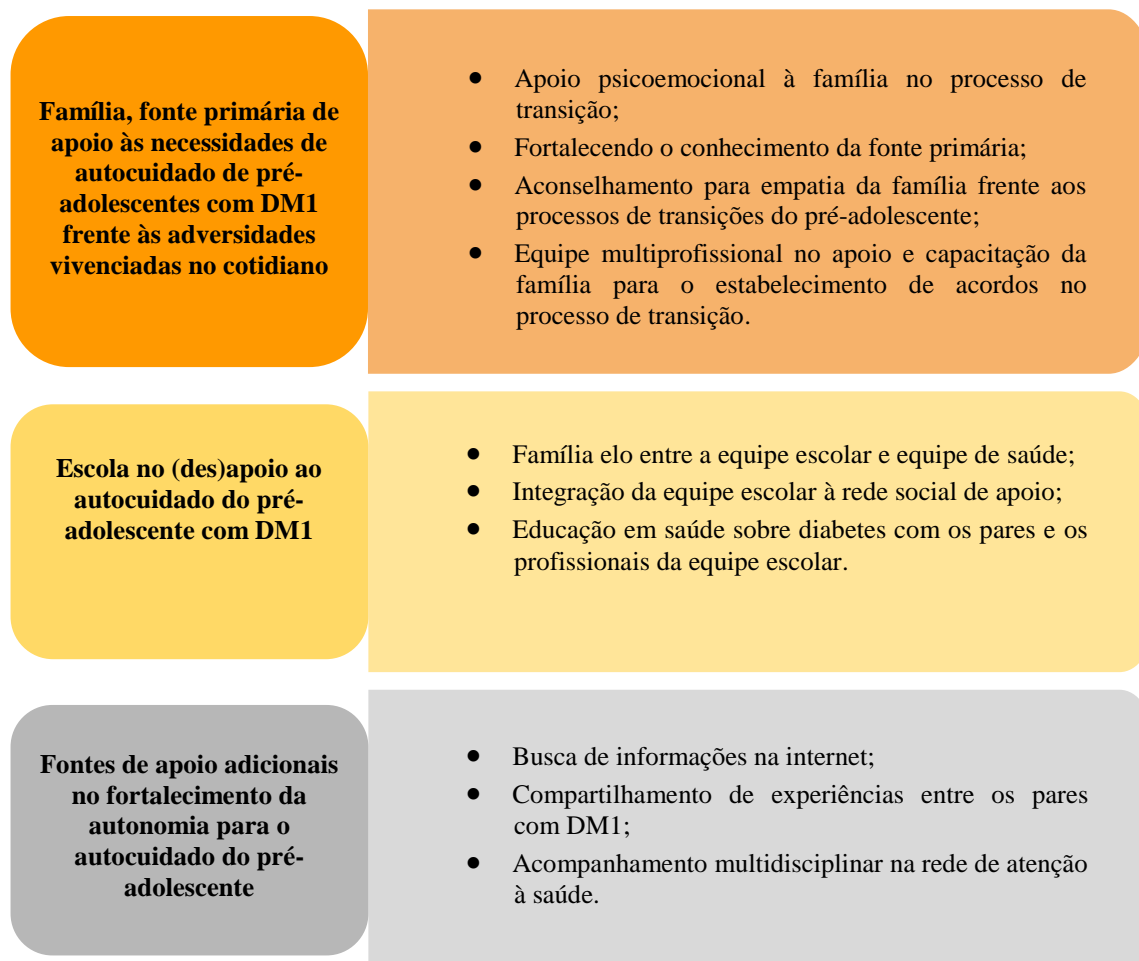 Família, fonte primária de
apoio às necessidades de
autocuidado de pré-
adolescentes com DM1
frente às adversidades
vivenciadas no cotidiano
• Apoio psicoemocional à família no processo de
transição;
• Fortalecendo o conhecimento da fonte primária;
• Aconselhamento para empatia da família frente aos
processos de transições do pré-adolescente;
• Equipe multiprofissional no apoio e capacitação da
família para o estabelecimento de acordos no
processo de transição.
Escola no (des)apoio ao
autocuidado do pré-
adolescente com DM1
• Família elo entre a equipe escolar e equipe de saúde;
• Integração da equipe escolar à rede social de apoio;
• Educação em saúde sobre diabetes com os pares e os
profissionais da equipe escolar.
Fontes de apoio adicionais
no fortalecimento da
autonomia para o
autocuidado do pré-
adolescente
• Busca de informações na internet;
• Compartilhamento de experiências entre os pares
com DM1;
• Acompanhamento multidisciplinar na rede de atenção
à saúde.